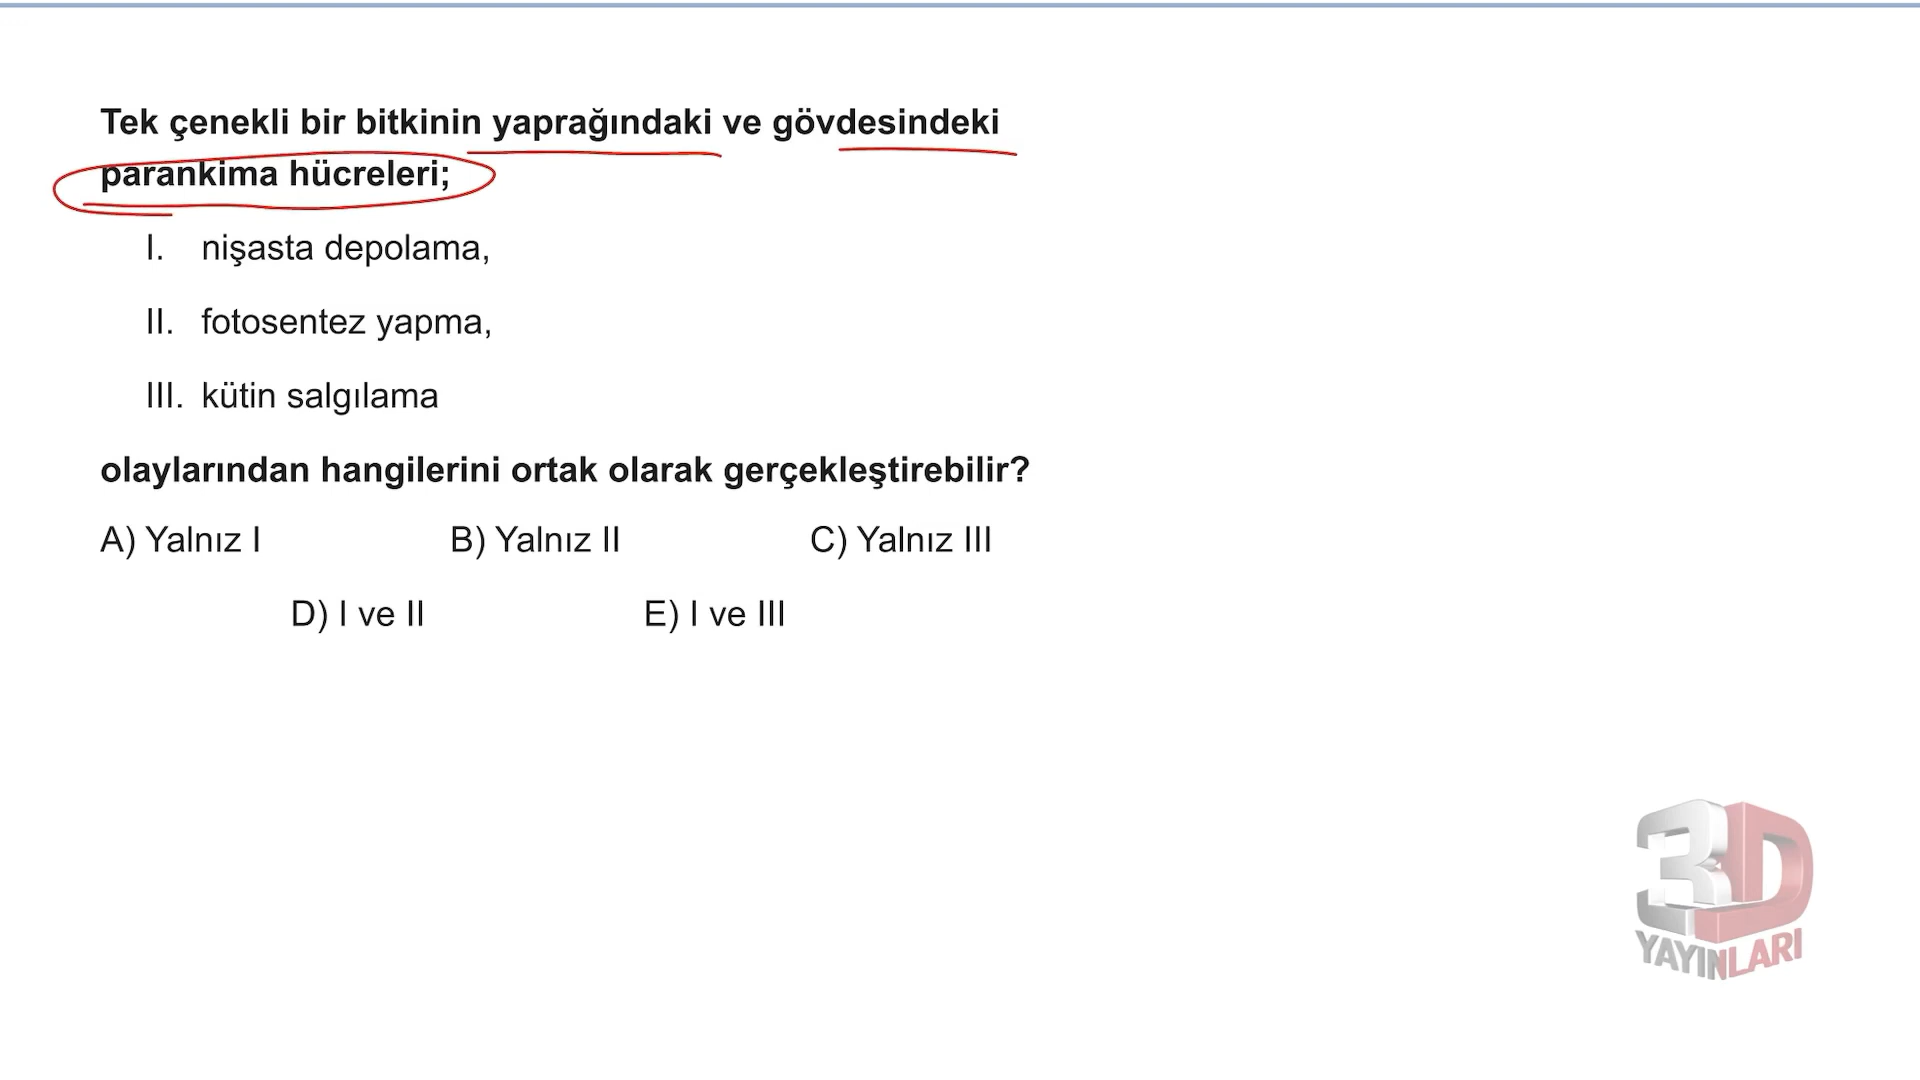 Tek çenekli bir bitkinin yaprağındaki ve gövdesindeki
parankima hücreleri;
I. nişasta depolama,
II. fotosentez yapma,
III. kütin salgılama
olaylarından hangilerini ortak olarak gerçekleştirebilir?
A) Yalnız I B) Yalnız II C) Yalnız III
D) I ve II E) I ve III
3D
YAYINLARI